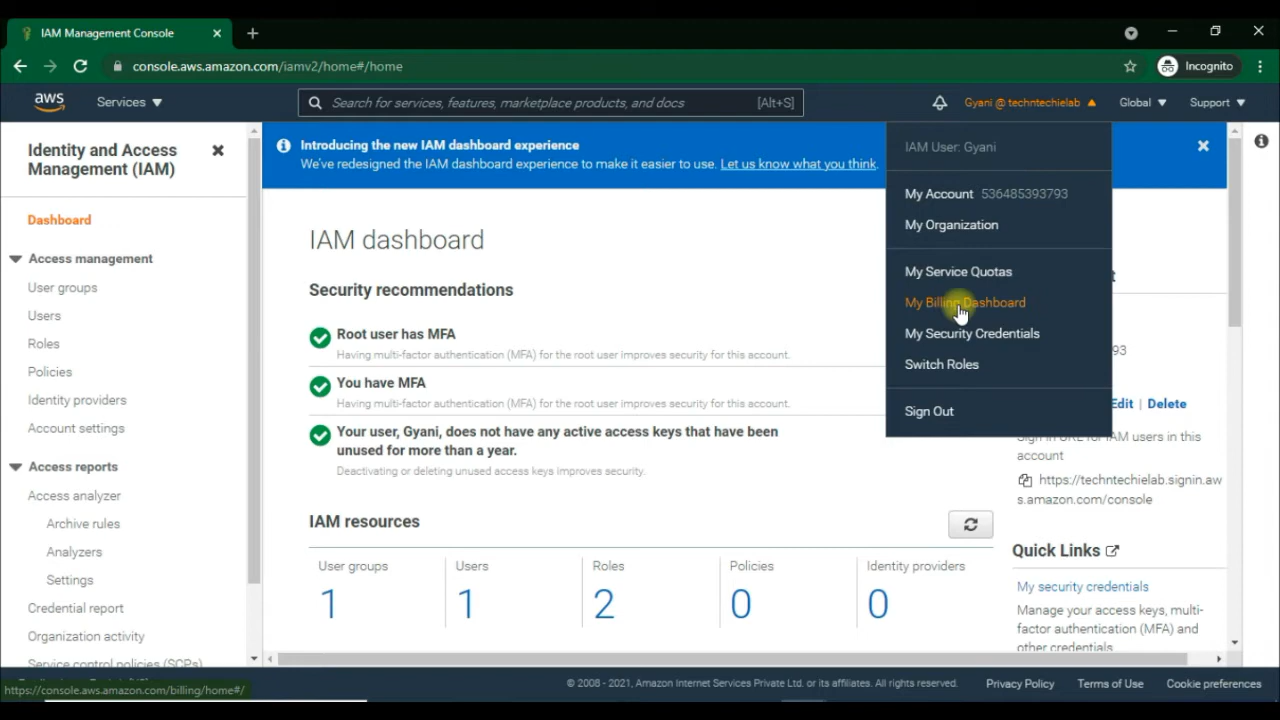 IAM Management Console
console.aws.amazon.com/iamv2/home#/home
Incognito
aws
Services
Search for services, features, marketplace products, and docs
[Alt+S]
Gyani @ techntechielab
Global
Support
Identity and Access
Management (IAM)
Dashboard
Access management
User groups
Users
Roles
Policies
Identity providers
Account settings
Access reports
Access analyzer
Archive rules
Analyzers
Settings
Credential report
Organization activity
Service control policies (SCPs)
https://console.aws.amazon.com/billing/home#/
Introducing the new IAM dashboard experience
We've redesigned the IAM dashboard experience to make it easier to use. Let us know what you think.
IAM dashboard
Security recommendations
Root user has MFA
Having multi-factor authentication (MFA) for the root user improves security for this account.
You have MFA
Having multi-factor authentication (MFA) for the root user improves security for this account.
Your user, Gyani, does not have any active access keys that have been
unused for more than a year.
Deactivating or deleting unused access keys improves security.
IAM resources
User groups
1
Users
1
Roles
2
Policies
0
Identity providers
0
IAM User: Gyani
My Account 536485393793
My Organization
My Service Quotas
My Billing Dashboard
My Security Credentials
Switch Roles
Sign Out
93
Edit | Delete
Sign in URL for IAM users in this
account
https://techntechielab.signin.aw
s.amazon.com/console
Quick Links
My security credentials
Manage your access keys, multi-
factor authentication (MFA) and
other credentials.
© 2008 - 2021, Amazon Internet Services Private Ltd. or its affiliates. All rights reserved.
Privacy Policy
Terms of Use
Cookie preferences